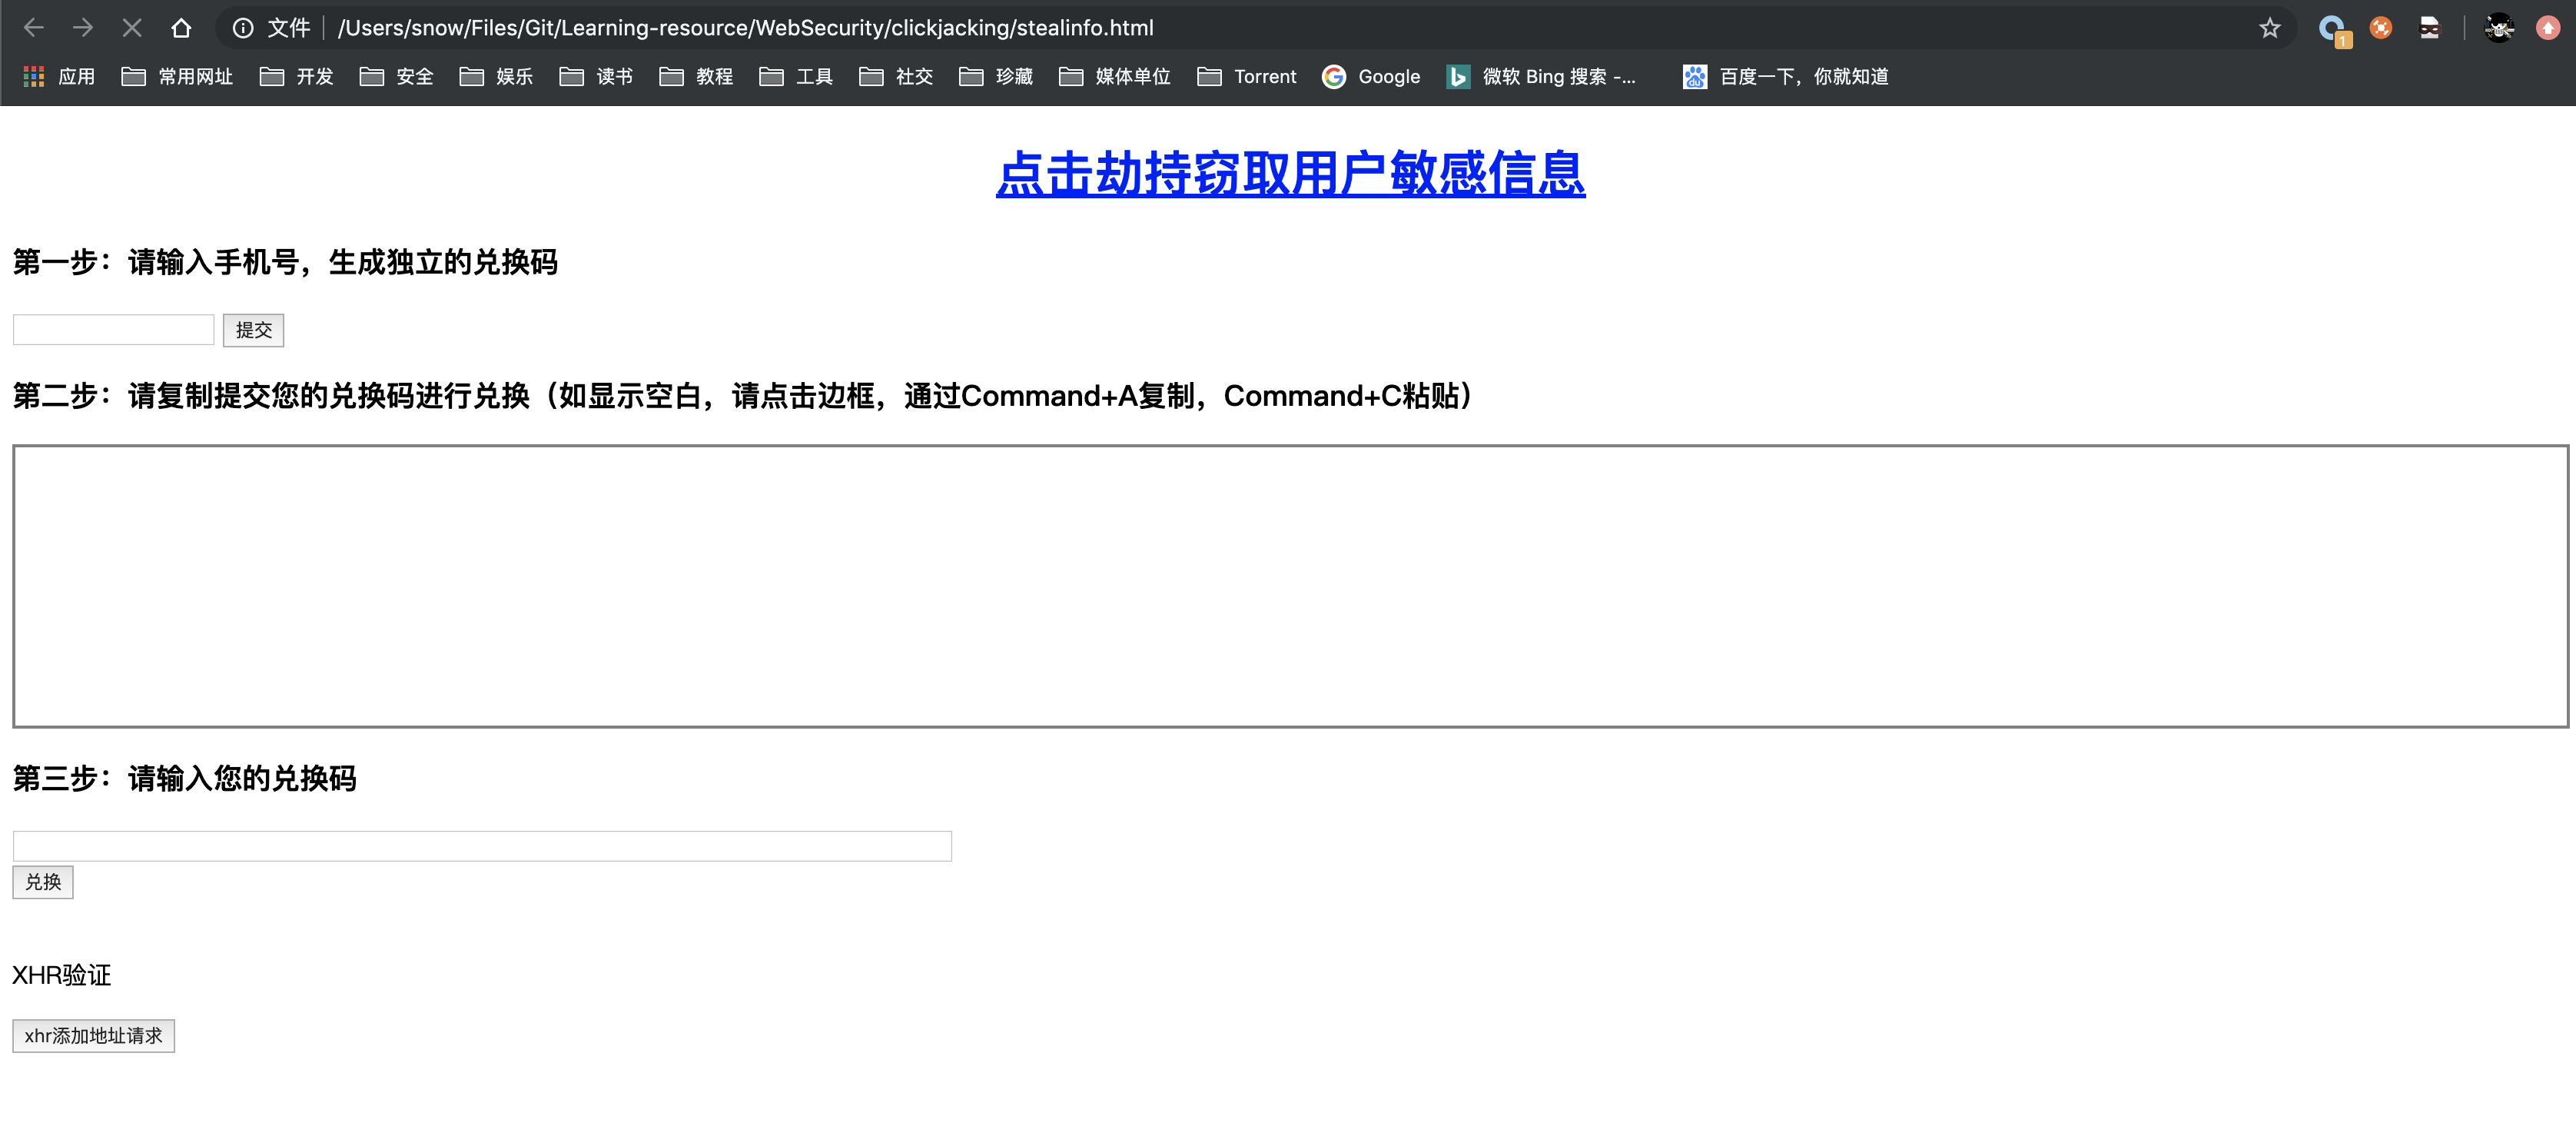 文件 /Users/snow/Files/Git/Learning-resource/WebSecurity/clickjacking/stealinfo.html
1
应用 常用网址 开发 安全 娱乐 读书 教程 工具 社交 珍藏 媒体单位 Torrent Google 微软 Bing 搜索 -... du 百度一下，你就知道
点击劫持窃取用户敏感信息
第一步：请输入手机号，生成独立的兑换码
提交
第二步：请复制提交您的兑换码进行兑换（如显示空白，请点击边框，通过Command+A复制，Command+C粘贴）
第三步：请输入您的兑换码
兑换
XHR验证
xhr添加地址请求